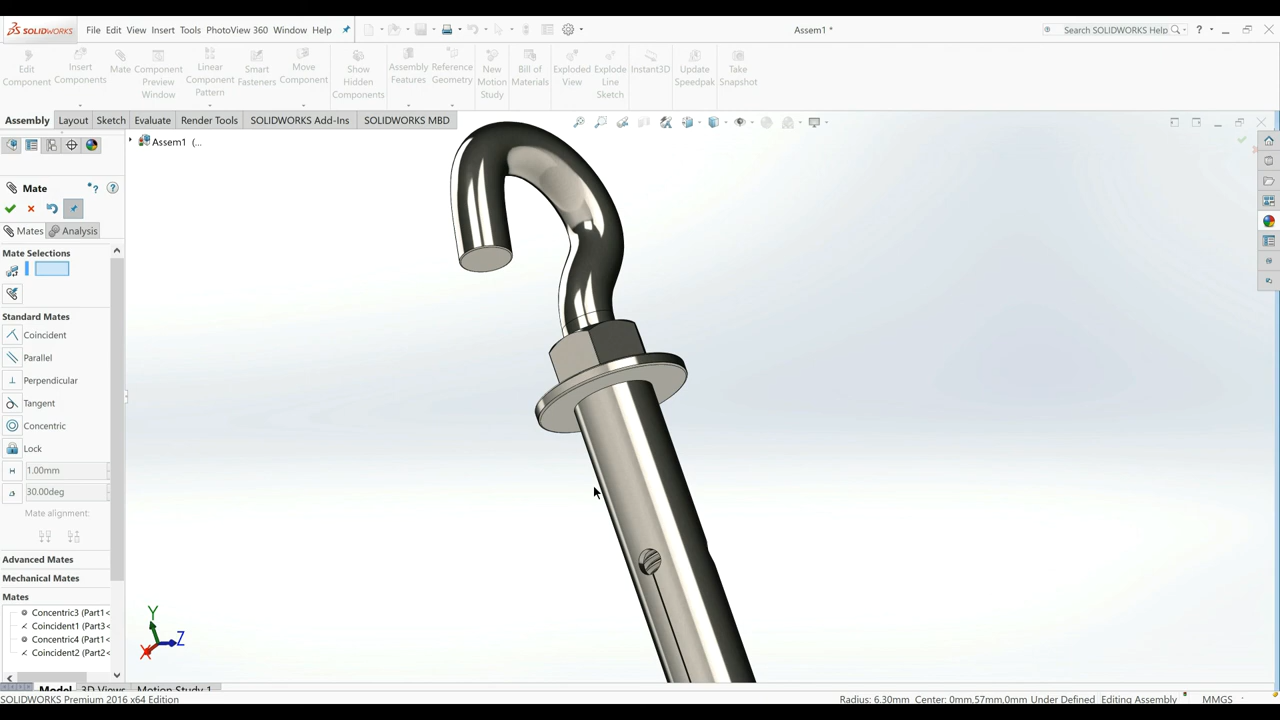 SOLIDWORKS File Edit View Insert Tools PhotoView 360 Window Help Assem1 * Search SOLIDWORKS Help ?
Edit Component
Insert Components
Mate
Component Preview Window
Linear Component Pattern
Smart Fasteners
Move Component
Show Hidden Components
Assembly Features
Reference Geometry
New Motion Study
Bill of Materials
Exploded View
Explode Line Sketch
Instant3D
Update Speedpak
Take Snapshot
Assembly Layout Sketch Evaluate Render Tools SOLIDWORKS Add-Ins SOLIDWORKS MBD
Assem1 (...
Mate
Mates Analysis
Mate Selections
Standard Mates
Coincident
Parallel
Perpendicular
Tangent
Concentric
Lock
1.00mm
30.00deg
Mate alignment:
Advanced Mates
Mechanical Mates
Mates
Concentric3 (Part1<
Coincident1 (Part3<
Concentric4 (Part1<
Coincident2 (Part2<
Y
Z
X
Model 3D Views Motion Study 1
SOLIDWORKS Premium 2016 x64 Edition Radius: 6.30mm Center: 0mm,57mm,0mm Under Defined Editing Assembly MMGS